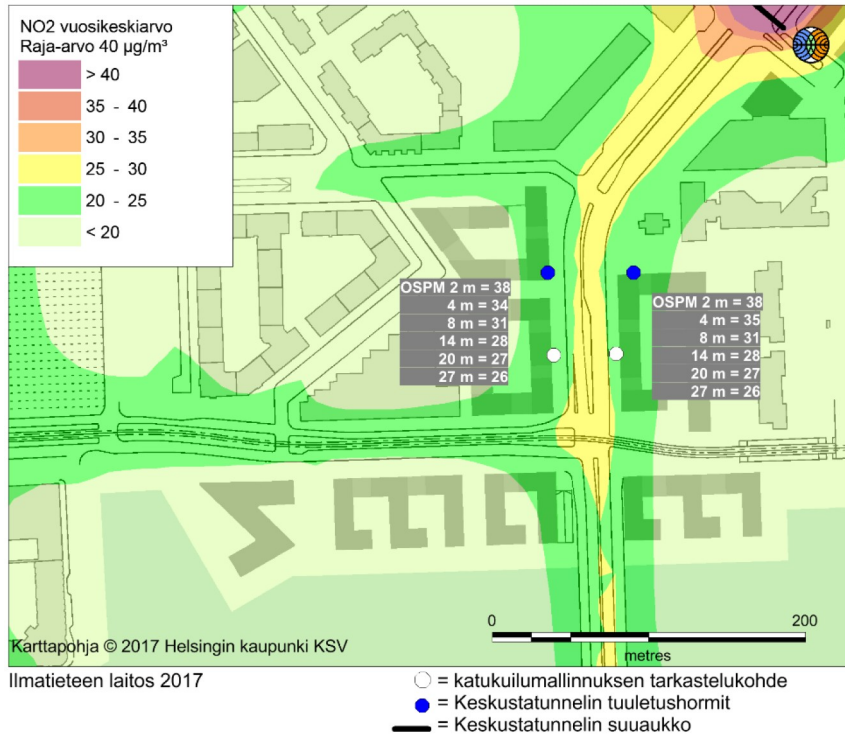 NO2 vuosikeskiarvo
Raja-arvo 40 µg/m³
> 40
35 - 40
30 - 35
25 - 30
20 - 25
< 20
OSPM 2 m = 38
4 m = 34
8 m = 31
14 m = 28
20 m = 27
27 m = 26
OSPM 2 m = 38
4 m = 35
8 m = 31
14 m = 28
20 m = 27
27 m = 26
0 200
metres
Karttapohja © 2017 Helsingin kaupunki KSV
Ilmatieteen laitos 2017
= katukuilumallinnuksen tarkastelukohde
= Keskustatunnelin tuuletushormit
= Keskustatunnelin suuaukko